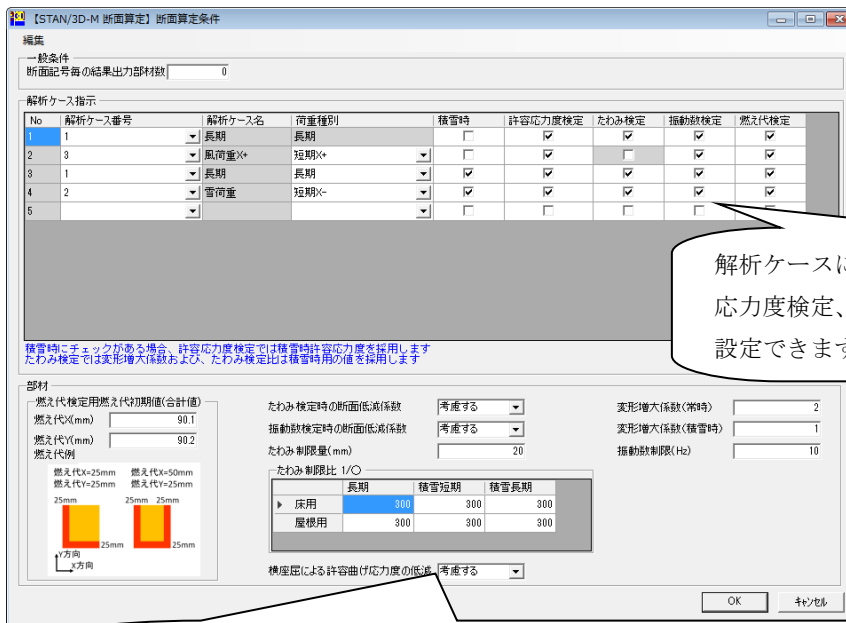 【STAN/3D-M 断面算定】断面算定条件
編集
一般条件
断面記号毎の結果出力部材数 0
解析ケース指示
No 解析ケース番号 解析ケース名 荷重種別 積雪時 許容応力度検定 たわみ検定 振動数検定 燃え代検定
1 1 長期 長期
2 3 風荷重X+ 短期X+
3 1 長期 長期
4 2 雪荷重 短期X-
5
解析ケースに
応力度検定、
設定できます
積雪時にチェックがある場合、許容応力度検定では積雪時許容応力度を採用します
たわみ検定では変形増大係数および、たわみ検定比は積雪時用の値を採用します
部材
燃え代検定用燃え代初期値(合計値)
燃え代X(mm) 90.1
燃え代Y(mm) 90.2
燃え代例
燃え代X=25mm 燃え代X=50mm
燃え代Y=25mm 燃え代Y=25mm
25mm 25mm 25mm
25mm 25mm
Y方向
X方向
たわみ検定時の断面低減係数 考慮する
振動数検定時の断面低減係数 考慮する
たわみ制限量(mm) 20
たわみ制限比 1/○
長期 積雪短期 積雪長期
床用 300 300 300
屋根用 300 300 300
横座屈による許容曲げ応力度の低減 考慮する
変形増大係数(常時) 2
変形増大係数(積雪時) 1
振動数制限(Hz) 10
OK キャンセル